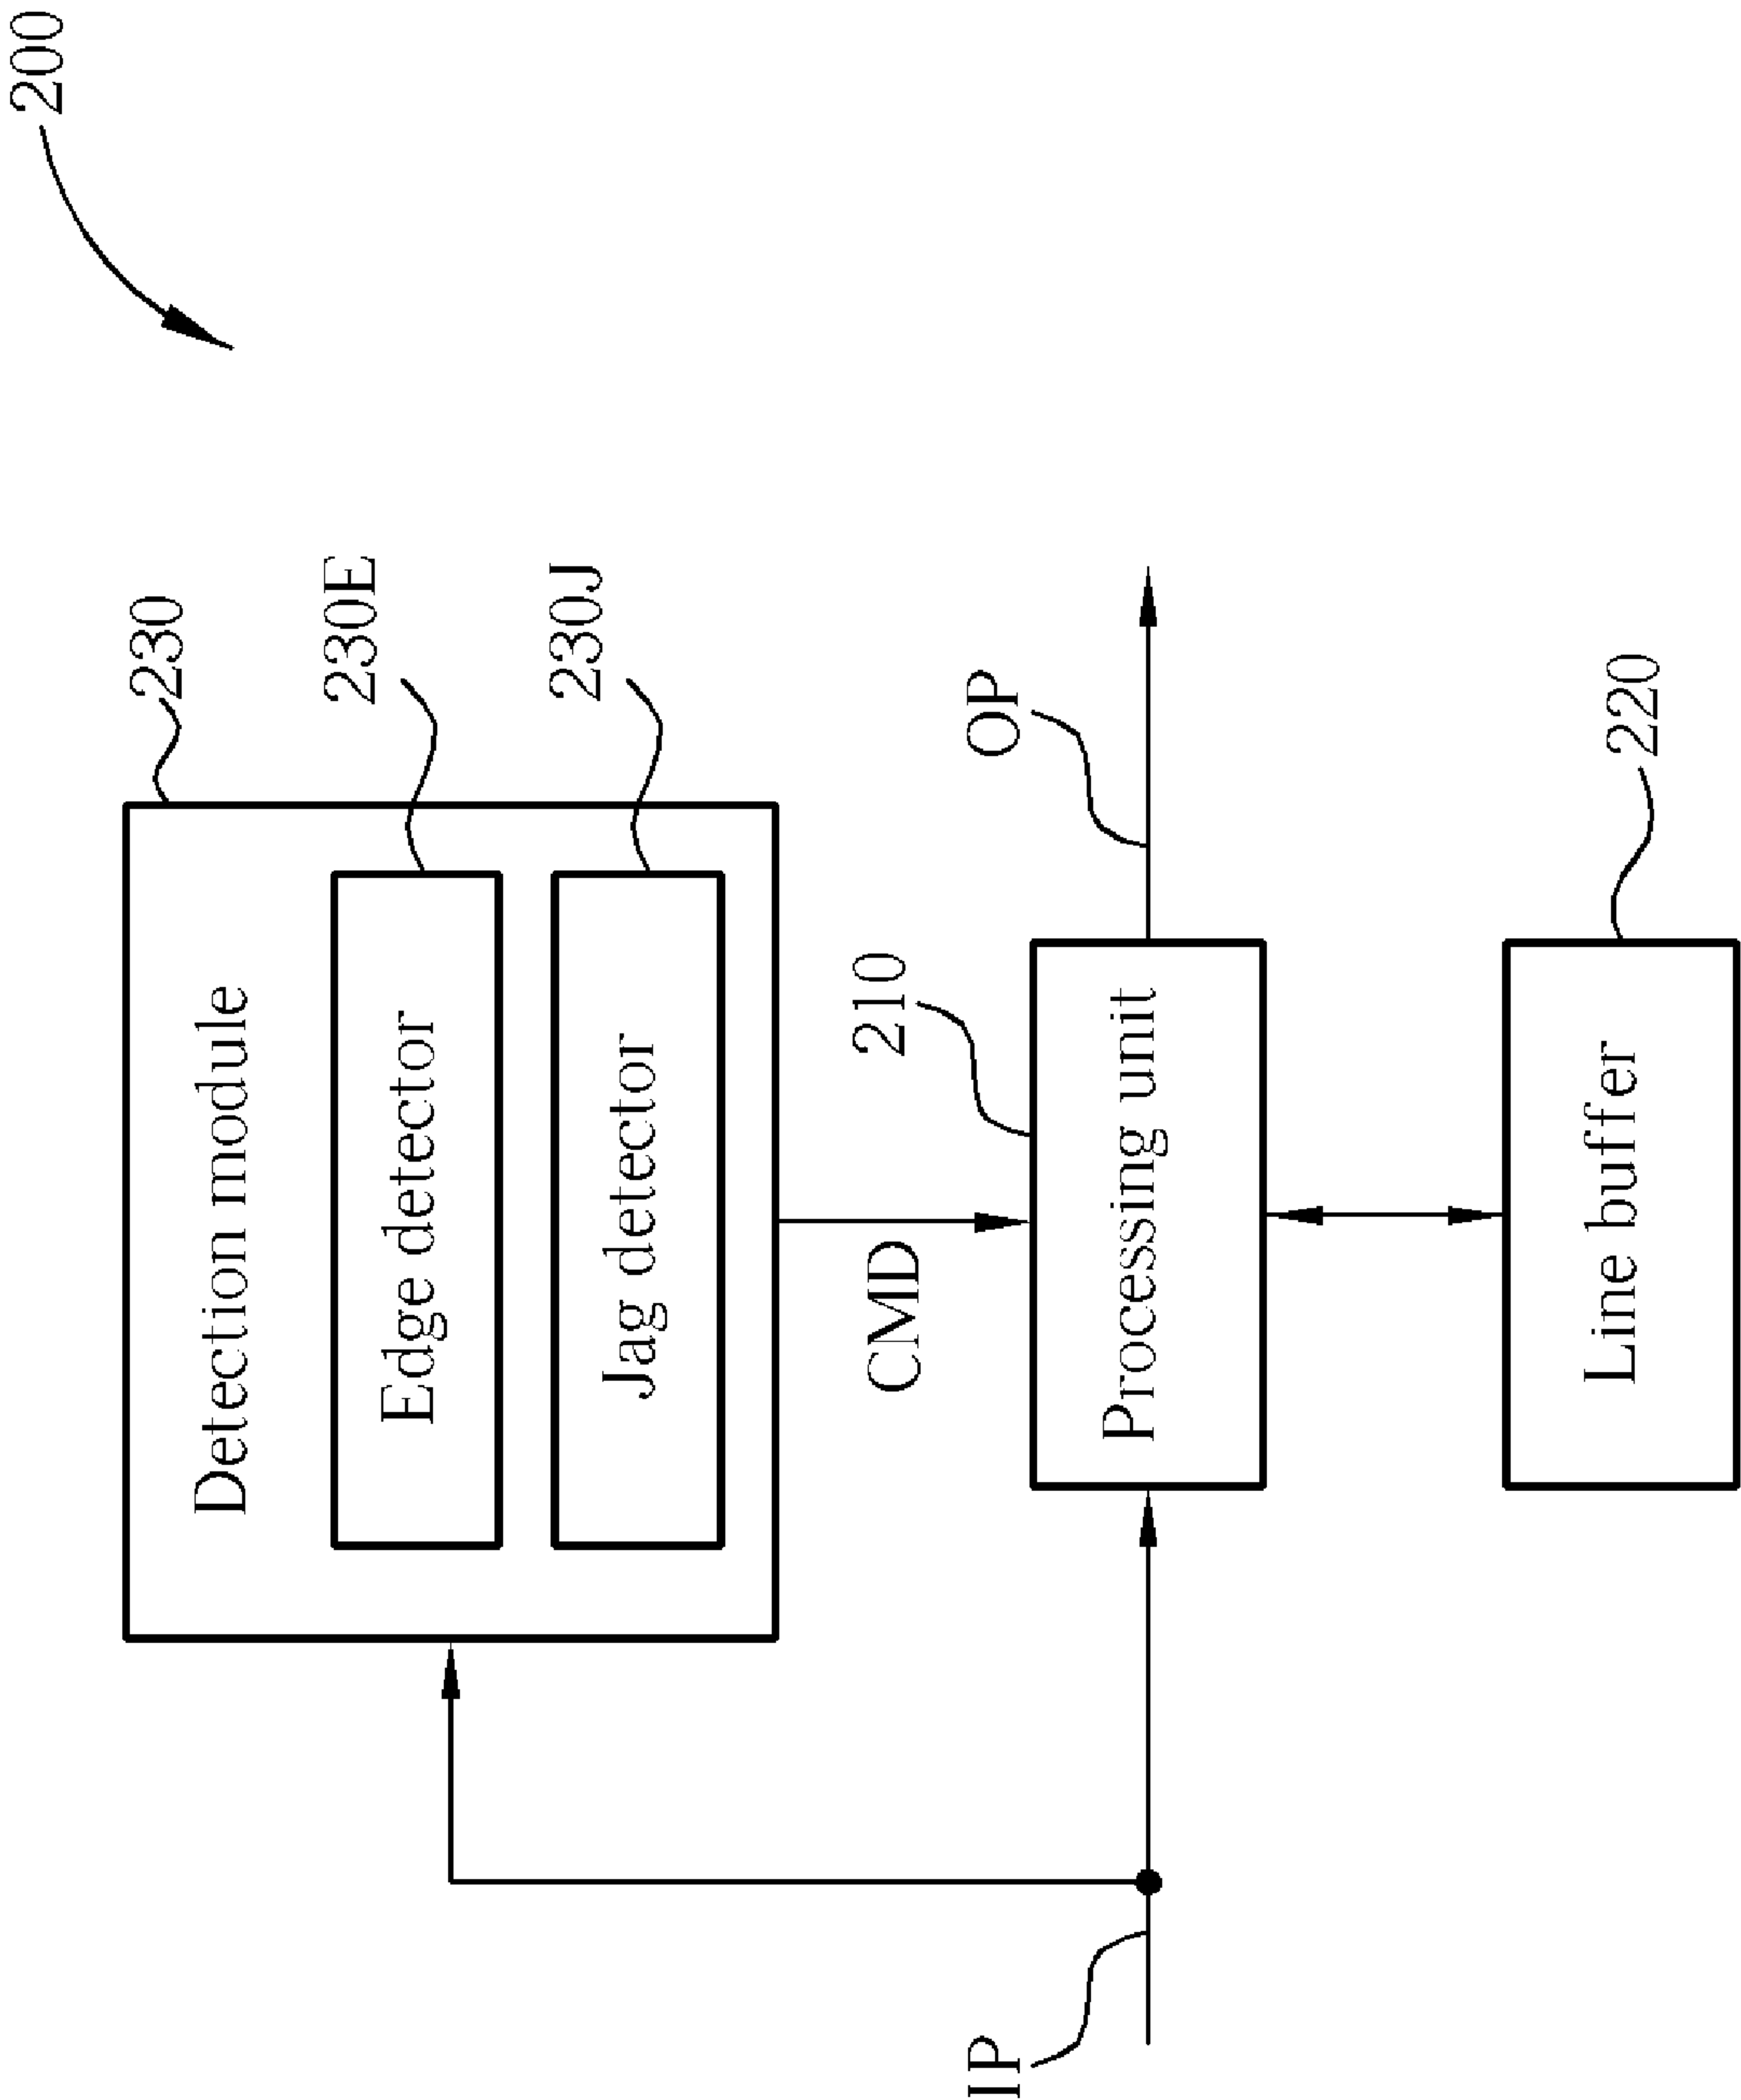 200
230
Detection module
230E
Edge detector
230J
Jag detector
CMD
210
IP
OP
Processing unit
220
Line buffer